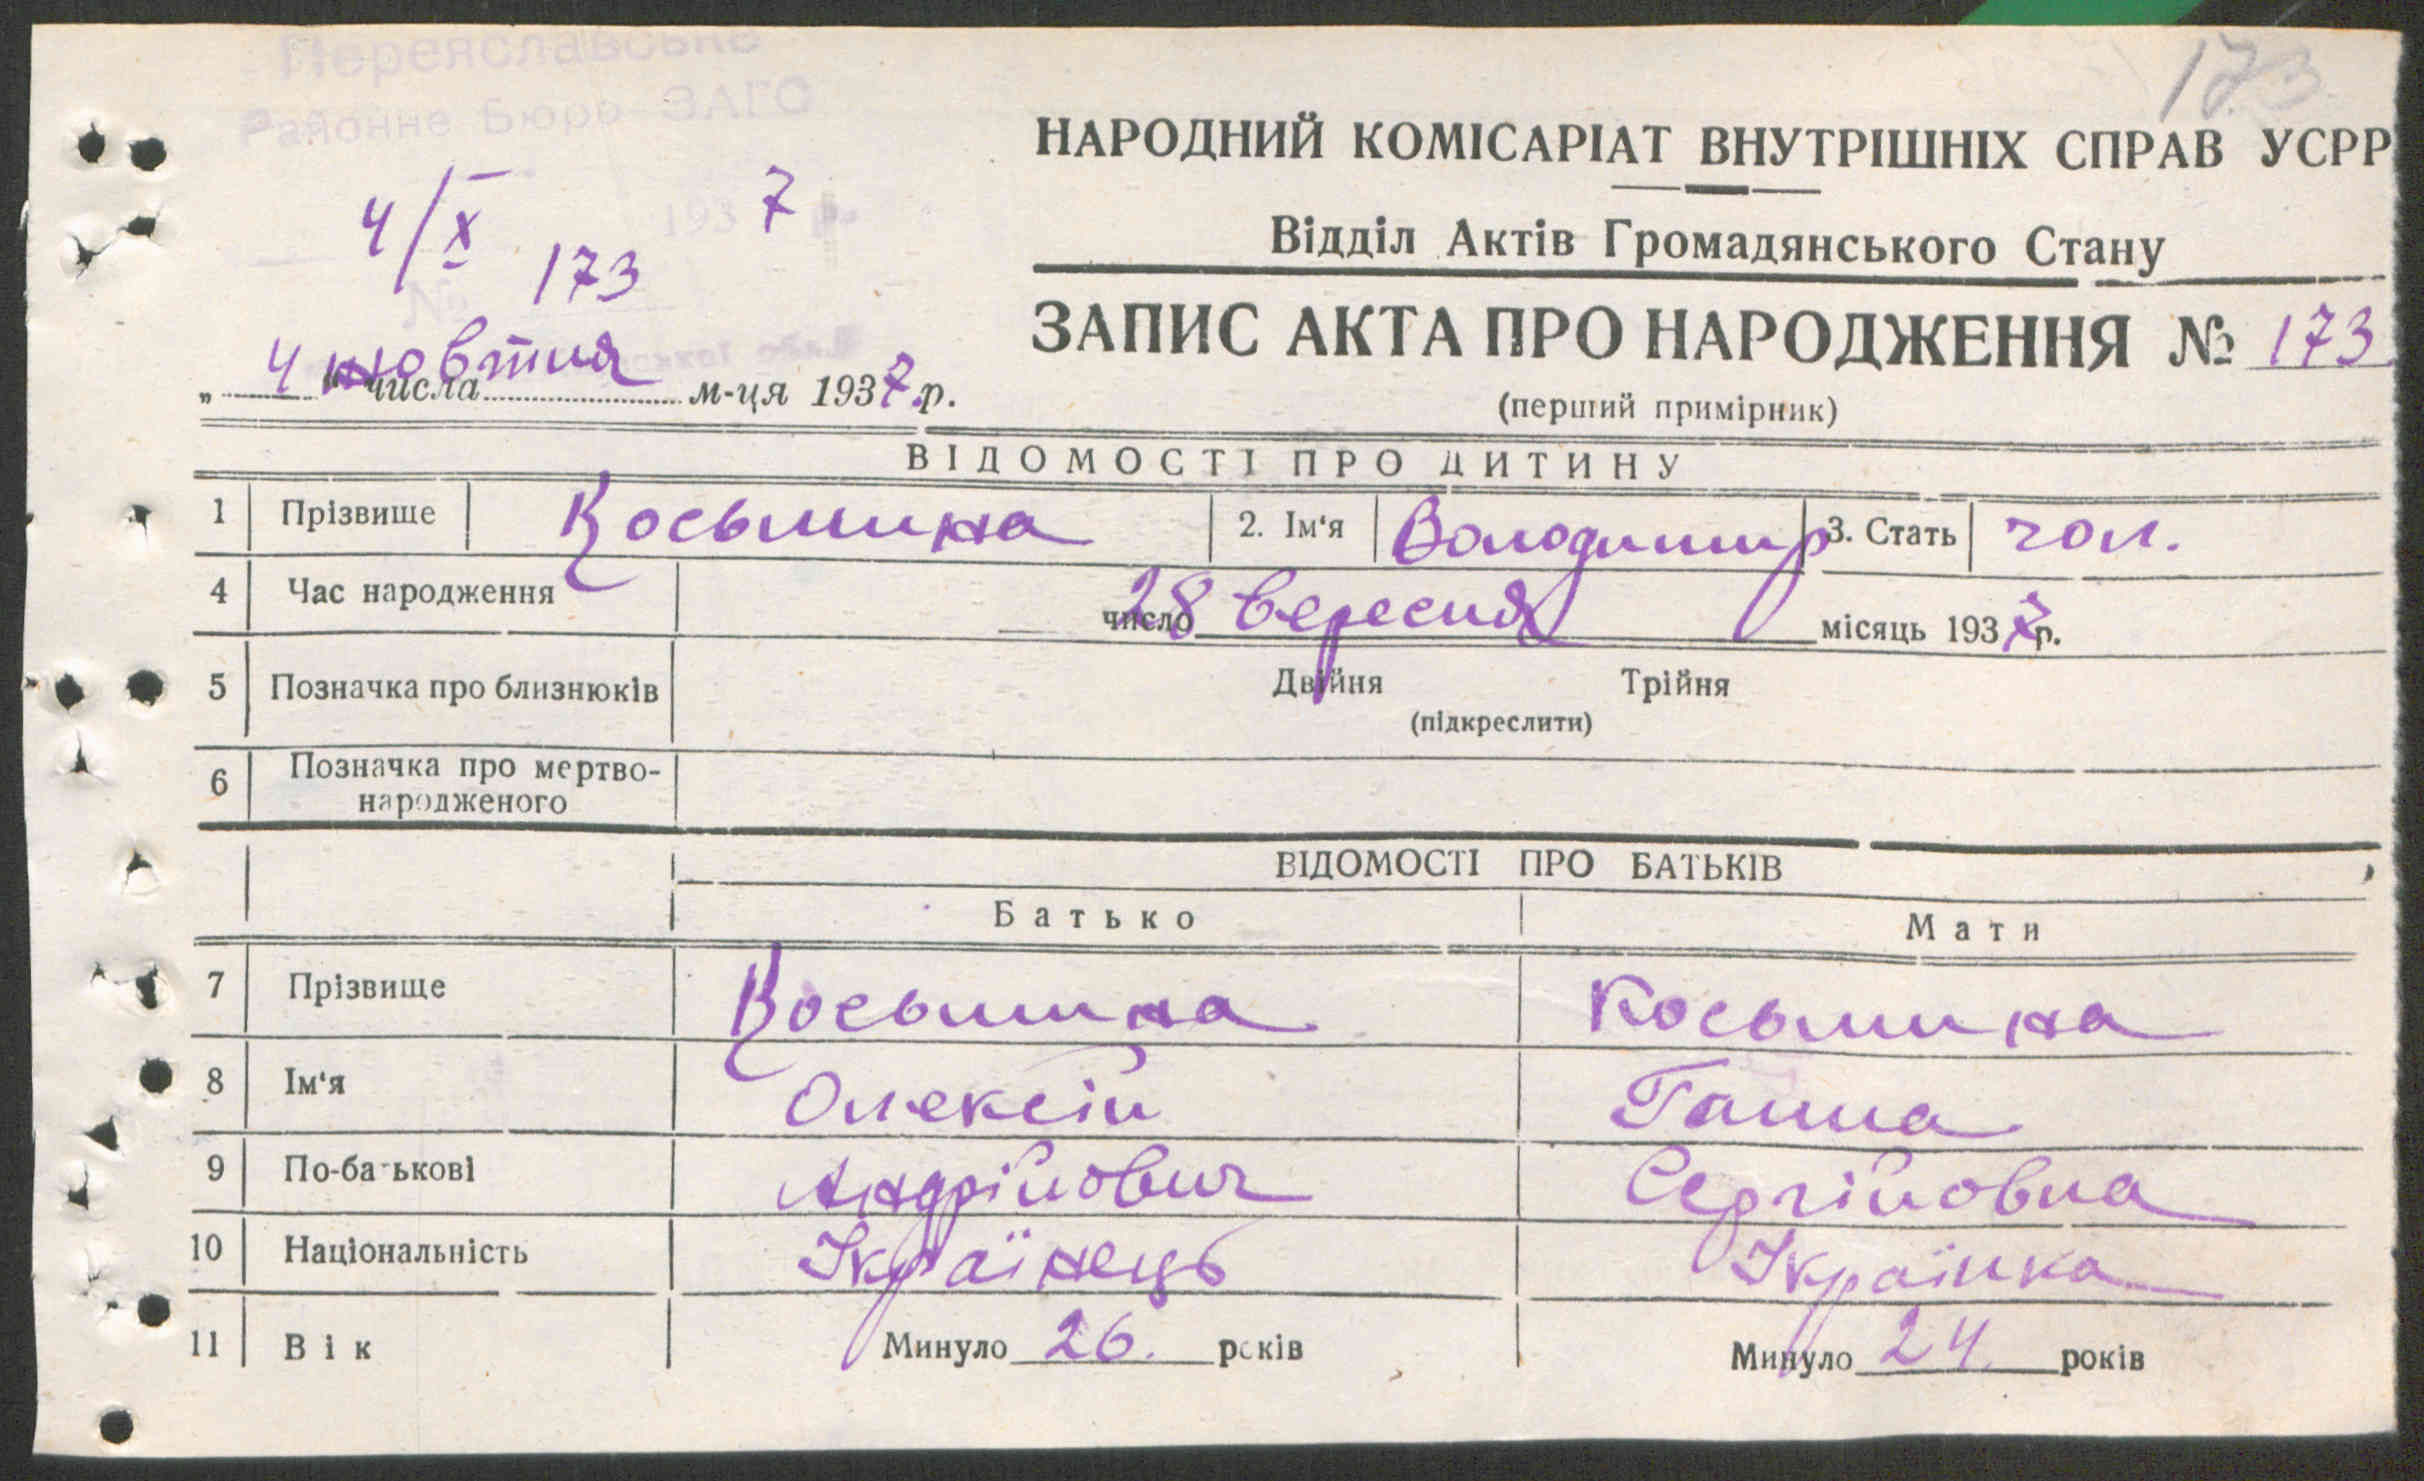 Переяславське
173
Районне Бюро ЗАГС
НАРОДНИЙ КОМІСАРІАТ ВНУТРІШНІХ СПРАВ УСРР
4/X 1937 р.
Відділ Актів Громадянського Стану
№ 173
ЗАПИС АКТА ПРО НАРОДЖЕННЯ № 173
„ 4 " жовтня числа м-ця 1937 р.
(перший примірник)
ВІДОМОСТІ ПРО ДИТИНУ
1 Прізвище Косьмина 2. Ім'я Володимир 3. Стать чол.
4 Час народження 28 число вересня місяць 1937 р.
5 Позначка про близнюків Двійня Трійня
(підкреслити)
6 Позначка про мертво-
народженого
ВІДОМОСТІ ПРО БАТЬКІВ
Батько Мати
7 Прізвище Косьмина Косьмина
8 Ім'я Олексій Ганна
9 По-батькові Андрійович Сергійовна
10 Національність Українець Українка
11 Вік Минуло 26. років Минуло 24. років